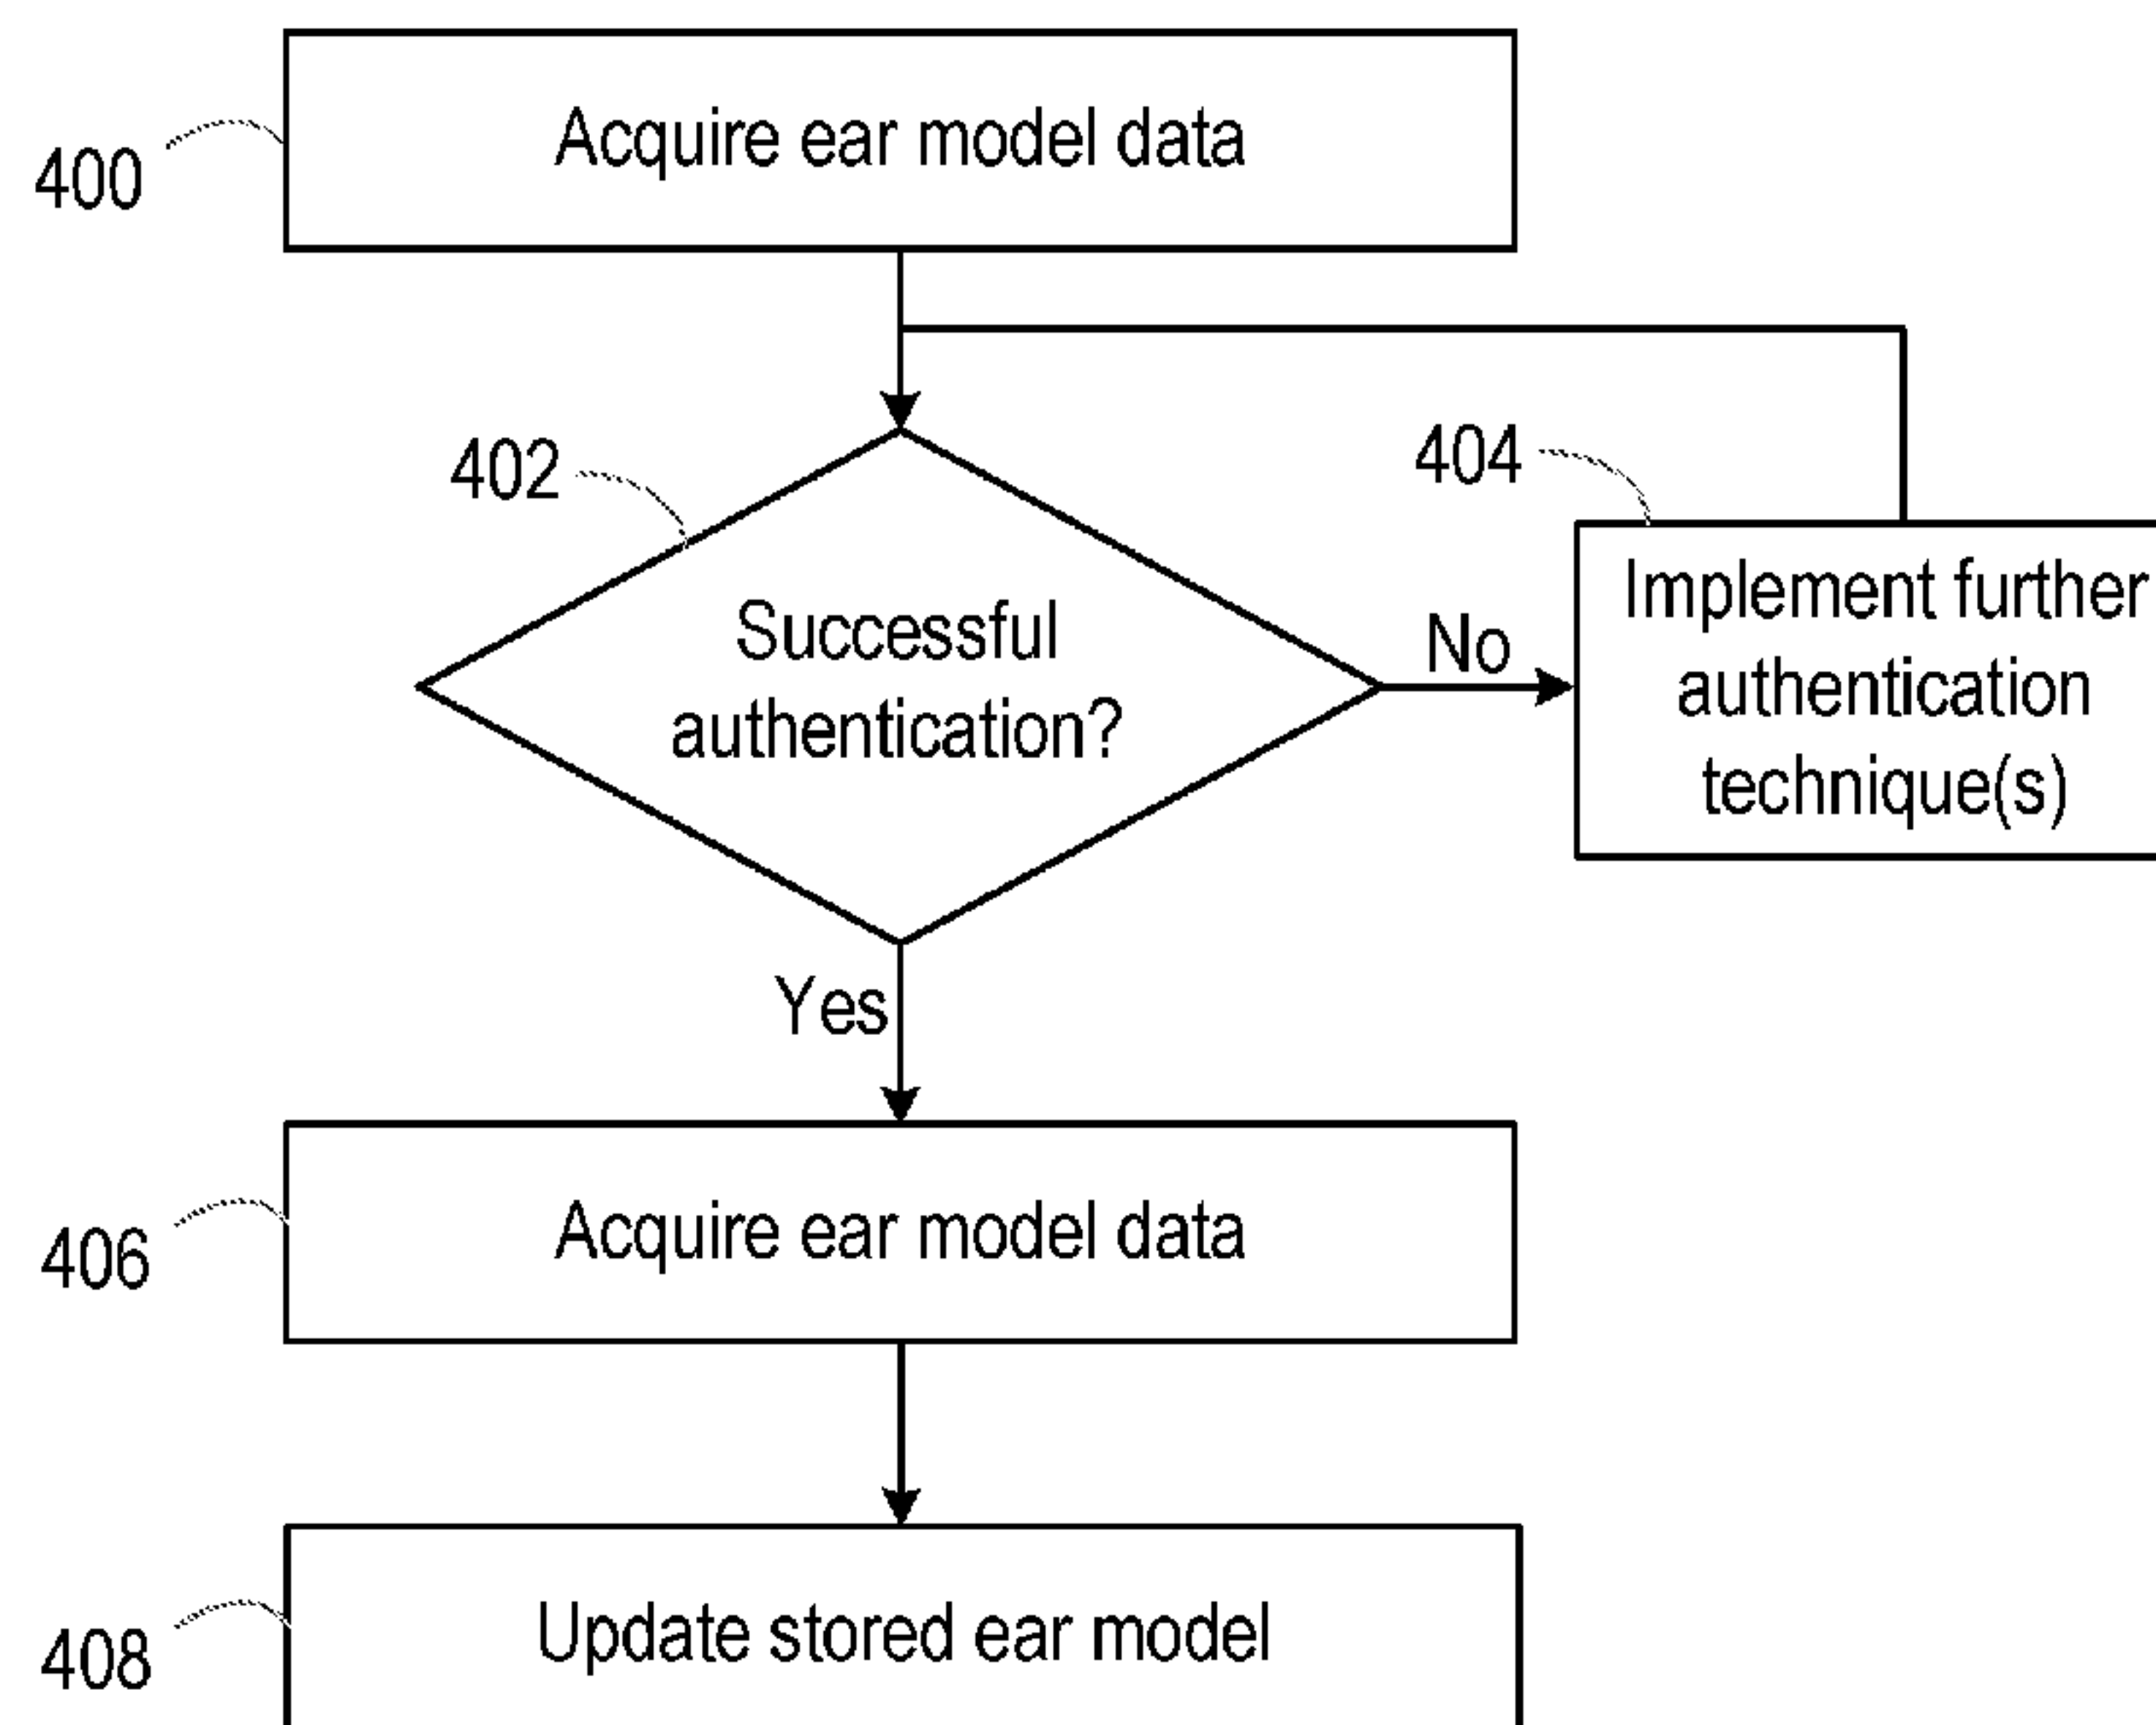 400
Acquire ear model data
402
404
Successful
authentication?
No
Implement further
authentication
technique(s)
Yes
406
Acquire ear model data
408
Update stored ear model